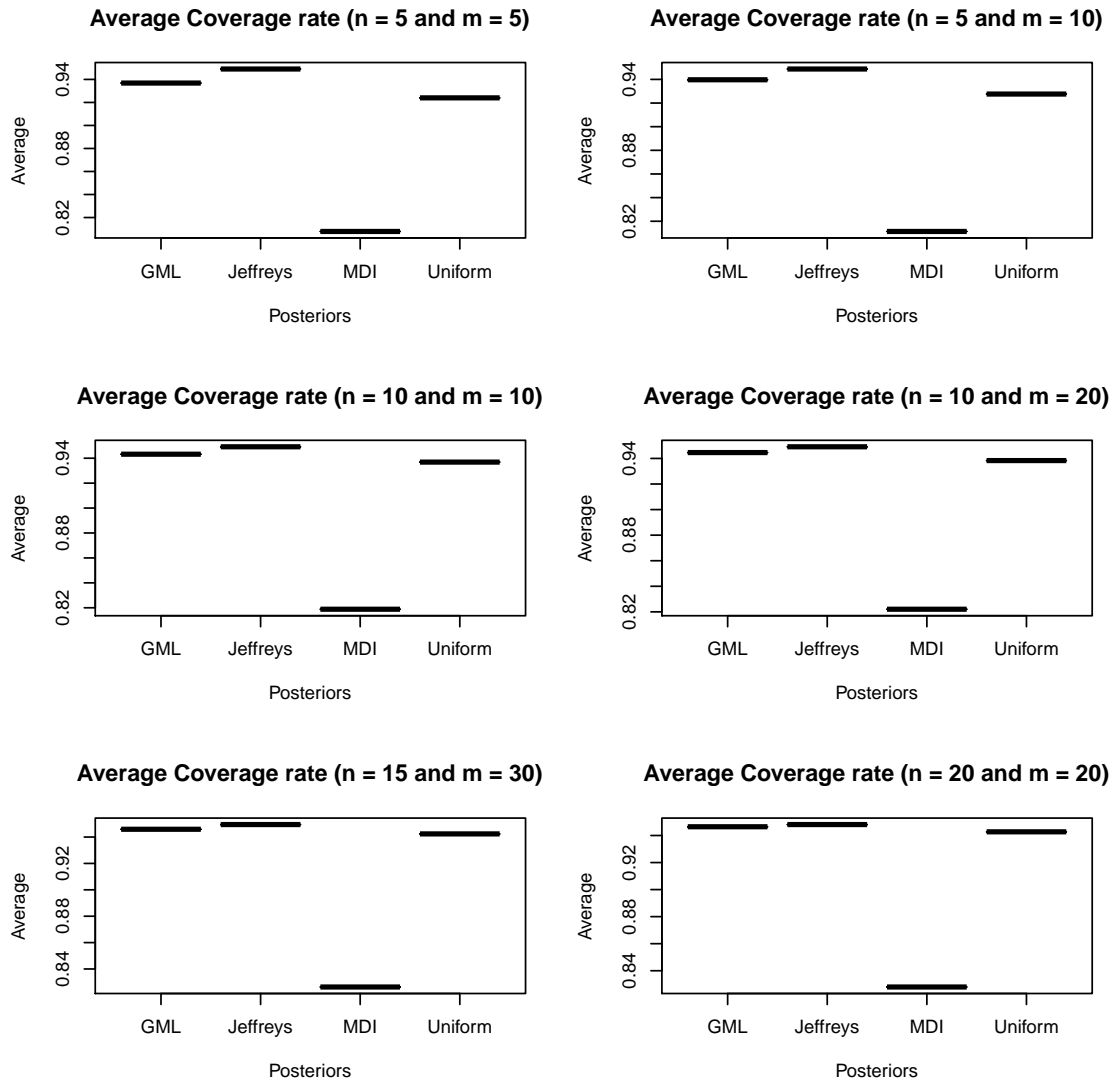 Average Coverage rate (n = 5 and m = 5)
Average
0.94
0.88
0.82
GML Jeffreys MDI Uniform
Posteriors
Average Coverage rate (n = 5 and m = 10)
Average
0.94
0.88
0.82
GML Jeffreys MDI Uniform
Posteriors
Average Coverage rate (n = 10 and m = 10)
Average
0.94
0.88
0.82
GML Jeffreys MDI Uniform
Posteriors
Average Coverage rate (n = 10 and m = 20)
Average
0.94
0.88
0.82
GML Jeffreys MDI Uniform
Posteriors
Average Coverage rate (n = 15 and m = 30)
Average
0.92
0.88
0.84
GML Jeffreys MDI Uniform
Posteriors
Average Coverage rate (n = 20 and m = 20)
Average
0.92
0.88
0.84
GML Jeffreys MDI Uniform
Posteriors